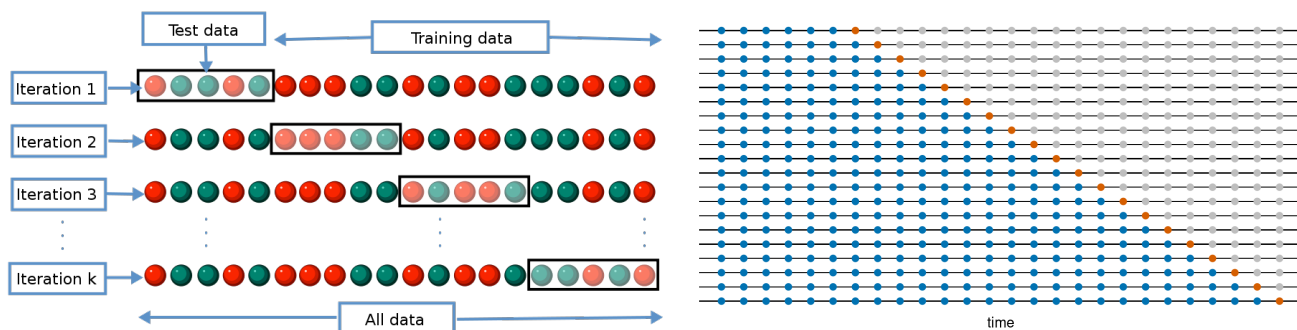 Test data
Training data
Iteration 1
Iteration 2
Iteration 3
Iteration k
All data
time